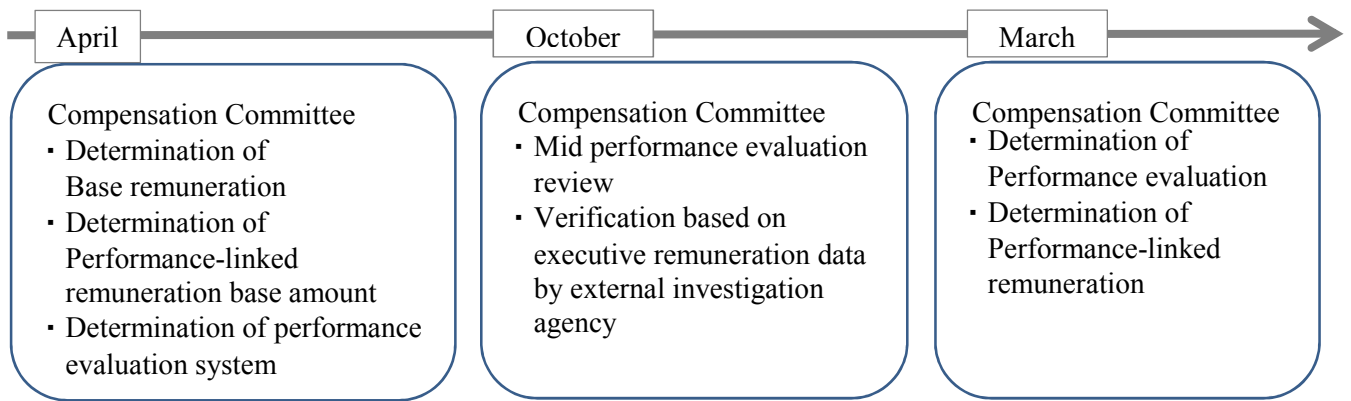 April
Compensation Committee
▪ Determination of
Base remuneration
▪ Determination of
Performance-linked
remuneration base amount
▪ Determination of performance
evaluation system
October
Compensation Committee
▪ Mid performance evaluation
review
▪ Verification based on
executive remuneration data
by external investigation
agency
March
Compensation Committee
▪ Determination of
Performance evaluation
▪ Determination of
Performance-linked
remuneration